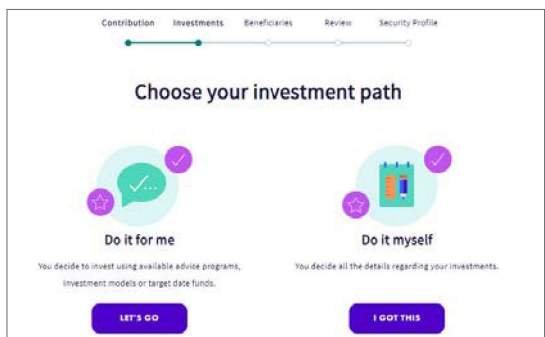 Contribution Investments Beneficiaries Review Security Profile
Choose your investment path
Do it for me
You decide to invest using available advice programs,
investment models or target date funds.
LET'S GO
Do it myself
You decide all the details regarding your investments.
I GOT THIS